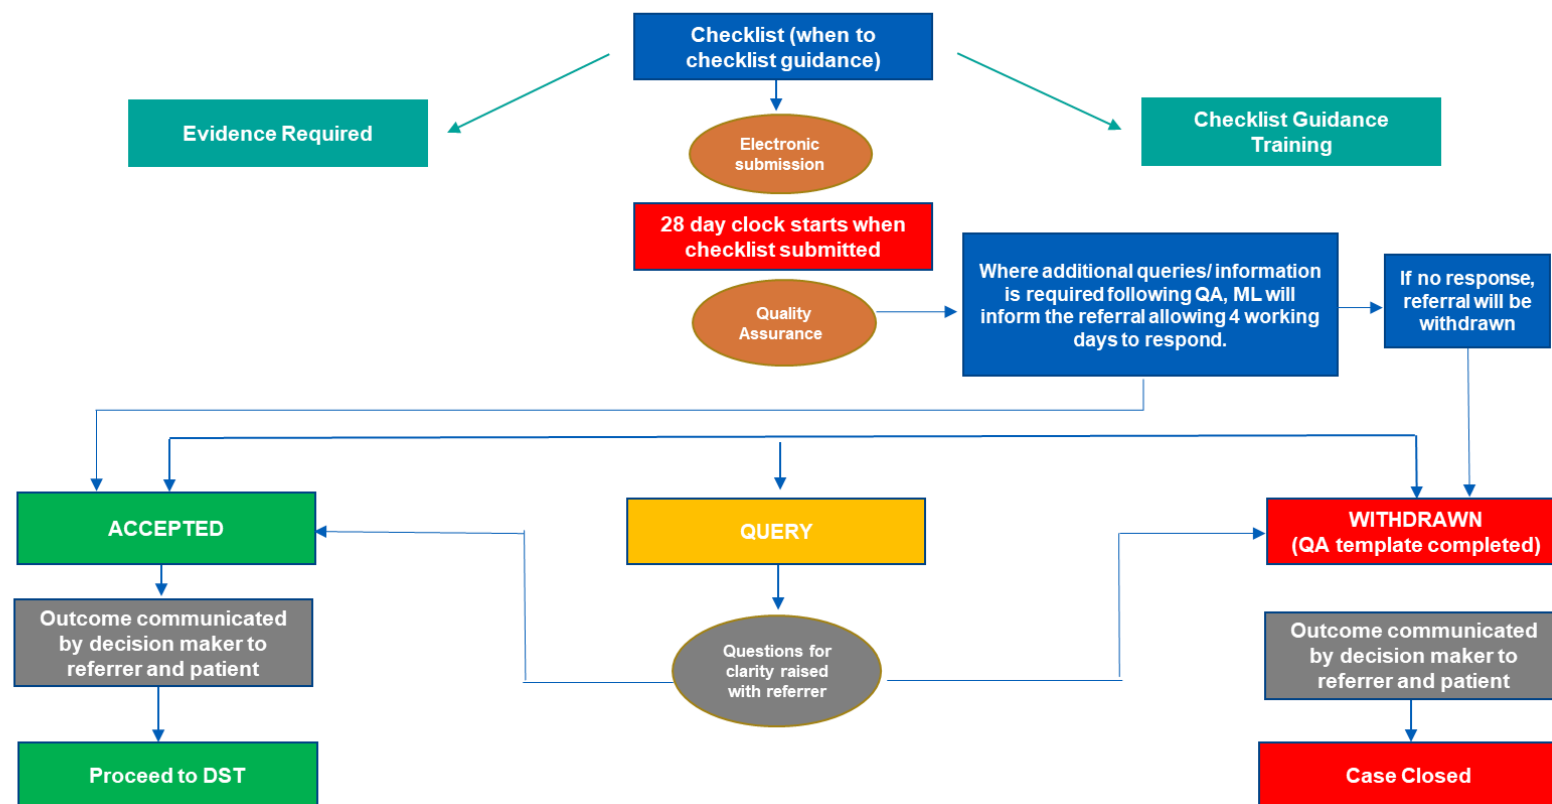 Checklist (when to
checklist guidance)
Evidence Required
Checklist Guidance
Training
Electronic
submission
28 day clock starts when
checklist submitted
Quality
Assurance
Where additional queries/ information
is required following QA, ML will
inform the referral allowing 4 working
days to respond.
If no response,
referral will be
withdrawn
ACCEPTED
QUERY
WITHDRAWN
(QA template completed)
Outcome communicated
by decision maker to
referrer and patient
Questions for
clarity raised
with referrer
Outcome communicated
by decision maker to
referrer and patient
Proceed to DST
Case Closed